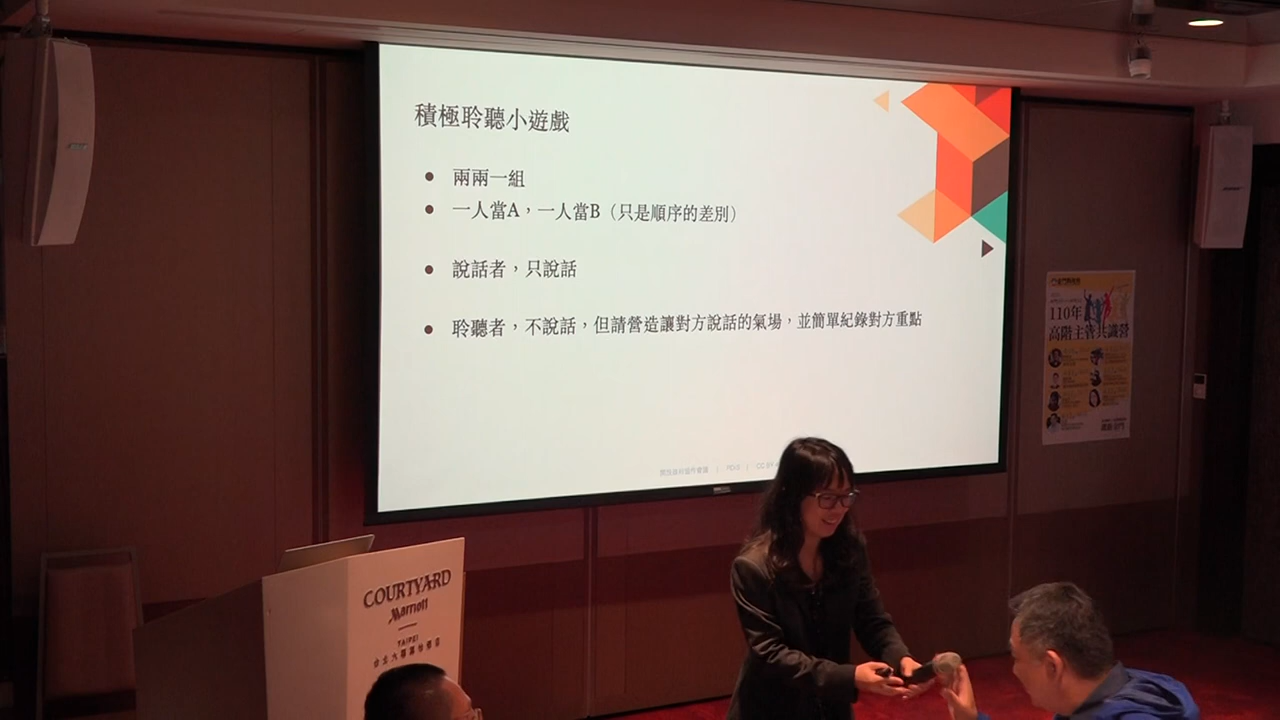 積極聆聽小遊戲
兩兩一組
一人當A，一人當B（只是順序的差別）
說話者，只說話
聆聽者，不說話，但請營造讓對方說話的氣場，並簡單紀錄對方重點
110年
高階主管共識營
COURTYARD
Marriott
TAIPEI